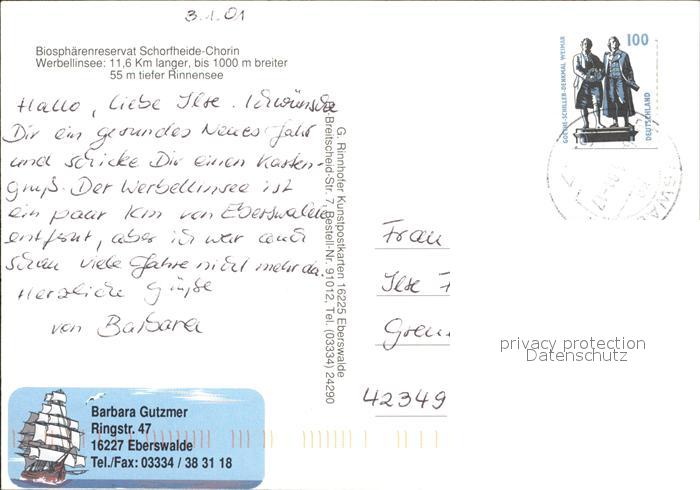 3.1.01
Biosphärenreservat Schorfheide-Chorin
Werbellinsee: 11,6 Km langer, bis 1000 m breiter
55 m tiefer Rinnensee
Hallo, liebe Ilse. Ich wünsche
Dir ein gesundes Neues Jahr
und schicke Dir einen Karten-
gruß. Der Werbellinsee ist
ein paar Km von Eberswalde
entfernt, aber ich war auch
schon viele Jahre nicht mehr da.
Herzliche Grüße
von Barbara
G. Rinnhofer Kunstpostkarten 16225 Eberswalde
-Breitscheid-Str. 7, Bestell-Nr. 91012, Tel. (03334) 24290
GOETHE-SCHILLER-DENKMAL WEIMAR
100
DEUTSCHLAND
Frau
Ilse
42349
privacy protection
Datenschutz
Barbara Gutzmer
Ringstr. 47
16227 Eberswalde
Tel./Fax: 03334 / 38 31 18